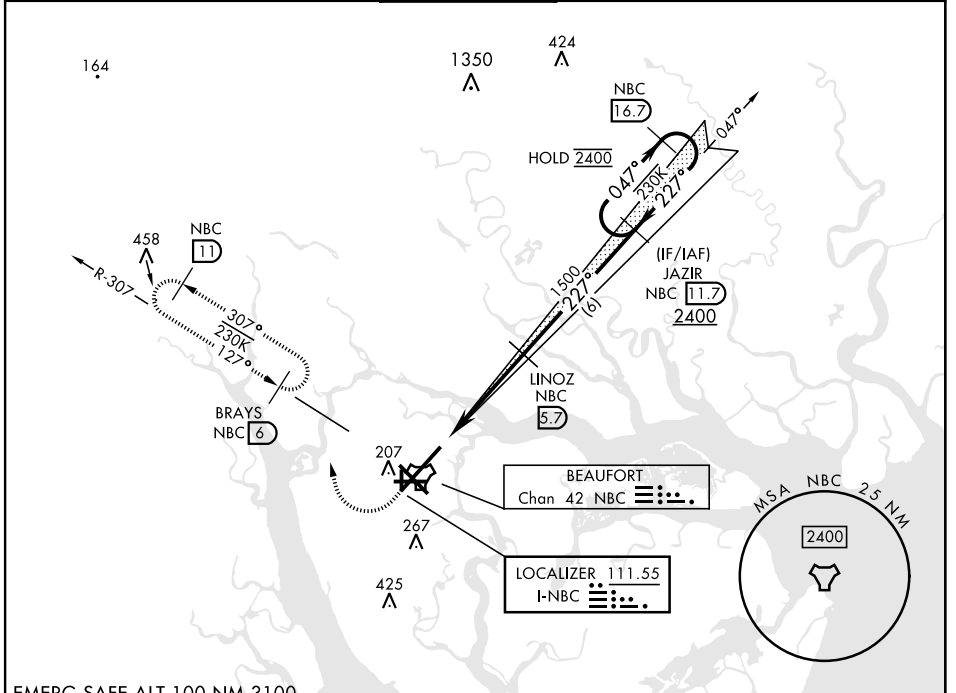 164
1350
424
NBC
16.7
HOLD 2400
047°
047°
230K
227°
(IF/IAF)
JAZIR
NBC 11.7
2400
1500
227°
(6)
LINOZ
NBC
5.7
458
NBC
11
R-307
307°
230K
127°
BRAYS
NBC 6
207
267
425
BEAUFORT
Chan 42 NBC
LOCALIZER 111.55
I-NBC
MSA NBC 25 NM
2400
EMERG SAFE ALT 100 NM 3100